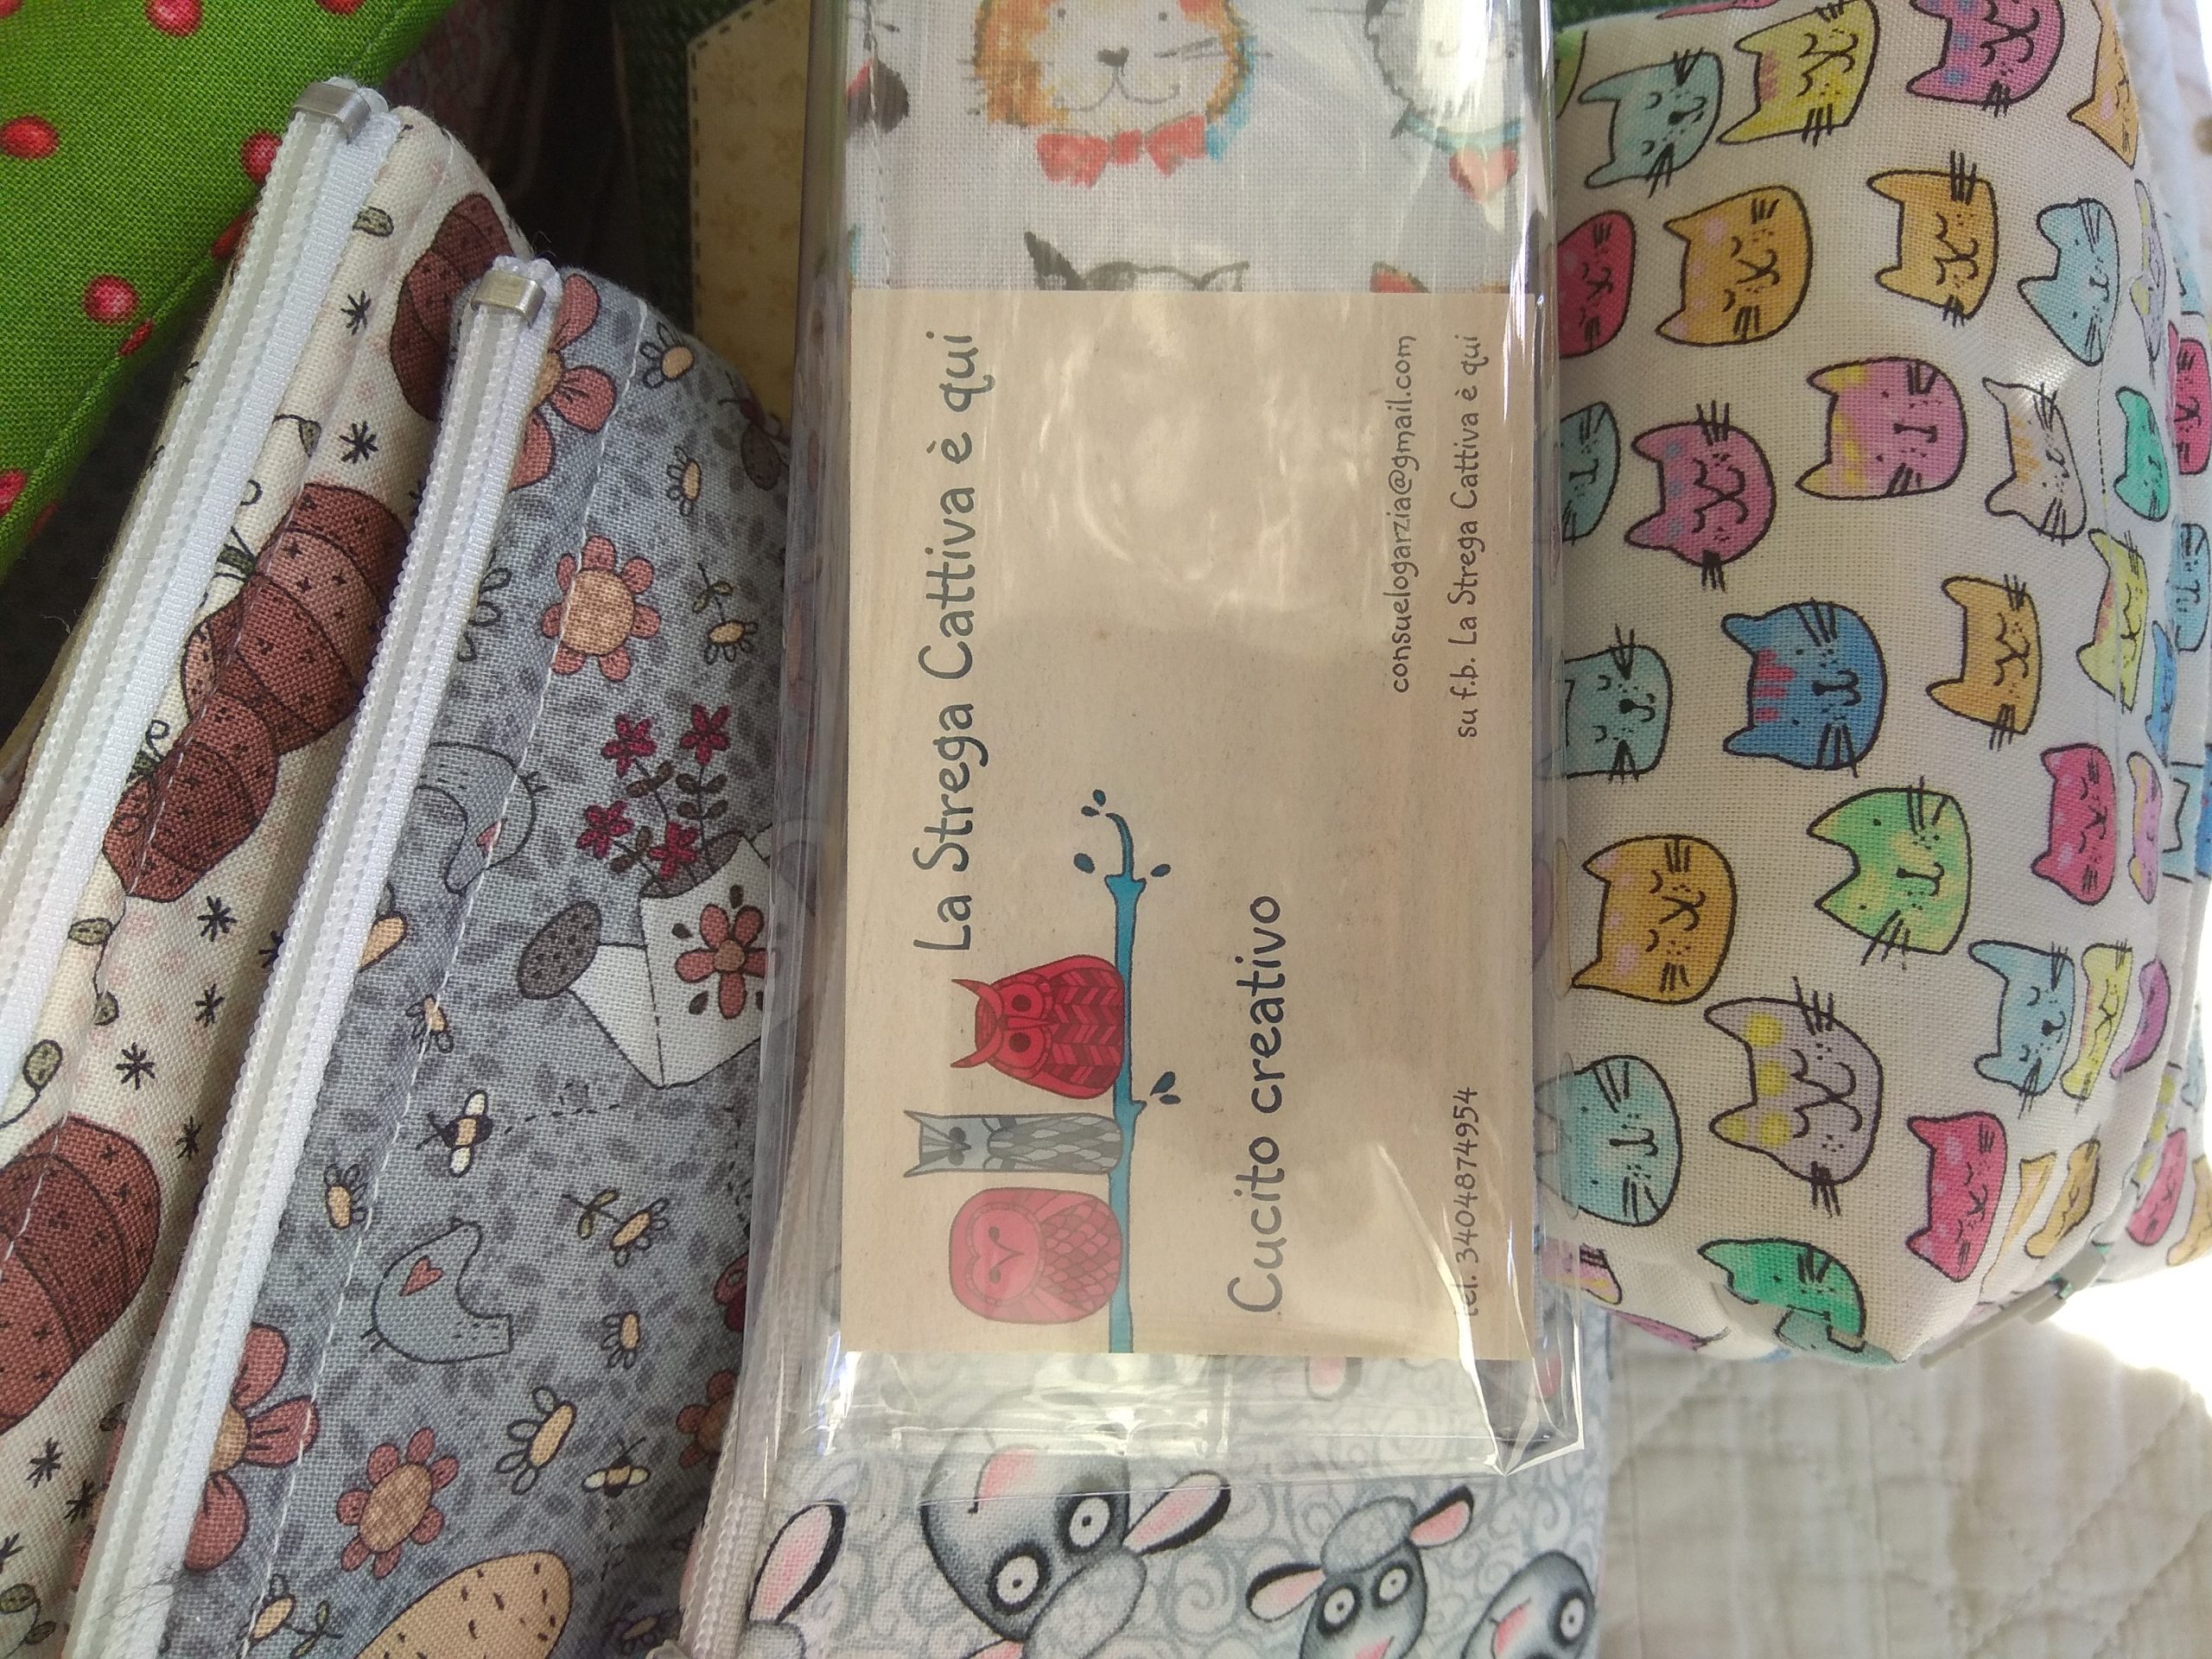 La Strega Cattiva è qui
Cucito creativo
consuelogarzia@gmail.com
tel. 3404874954
su f.b. La Strega Cattiva è qui